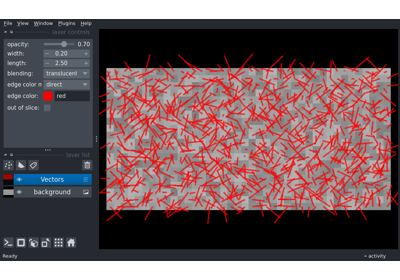 File View Window Plugins Help
layer controls
opacity: 0.70
width: 0.20
length: 2.50
blending: translucent
edge color m direct
edge color: red
out of slice:
layer list
Vectors
background
Ready
activity